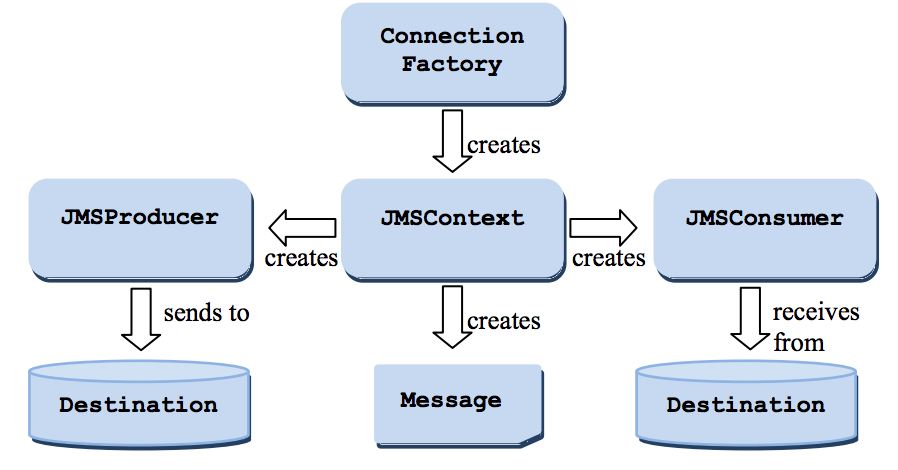 Connection
Factory
creates
JMSProducer
JMSContext
JMSConsumer
creates
creates
sends to
creates
receives
from
Destination
Message
Destination